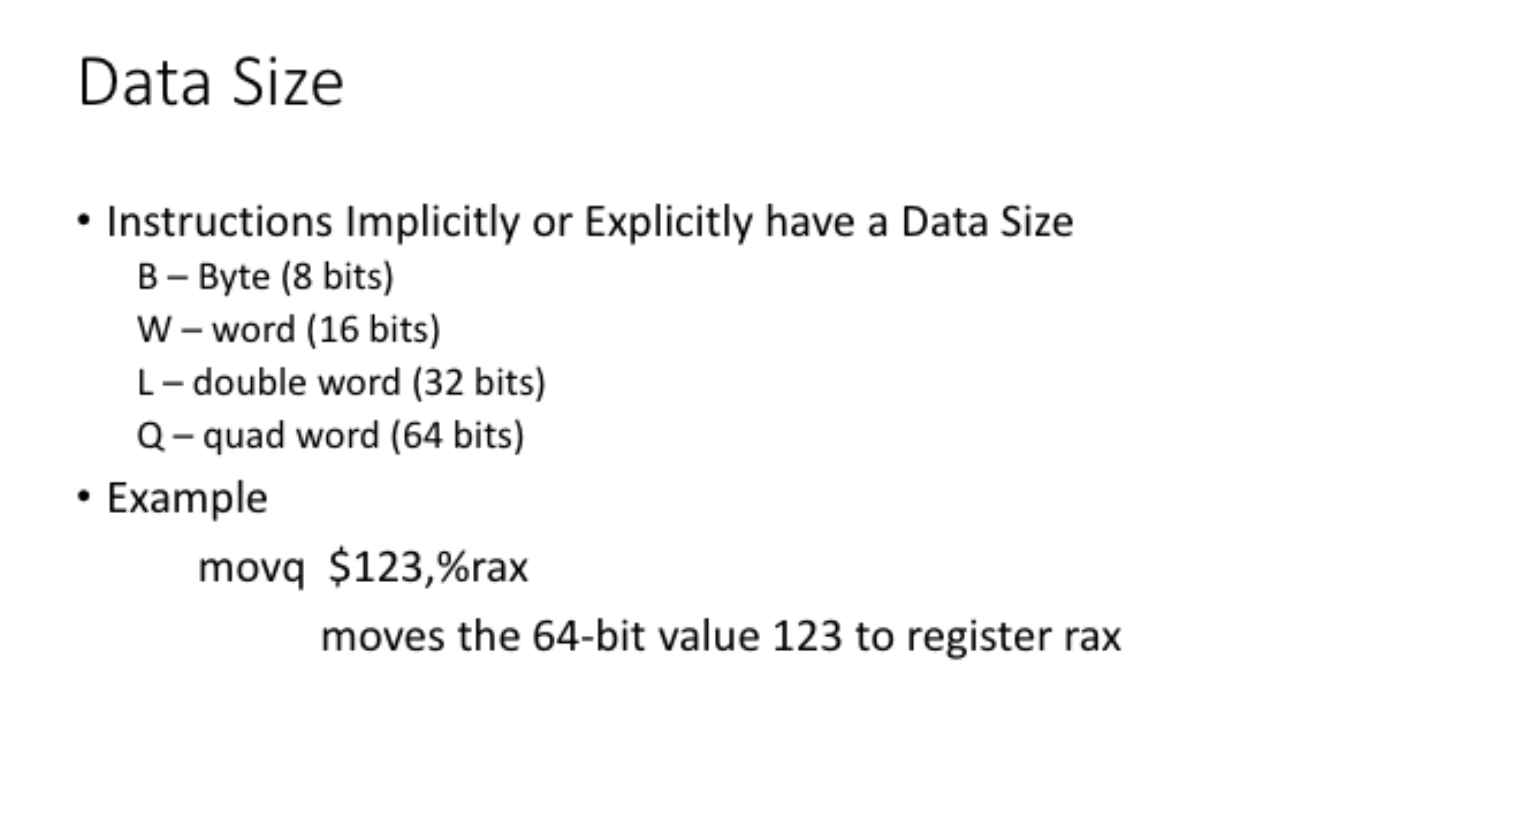 Data Size
• Instructions Implicitly or Explicitly have a Data Size
B – Byte (8 bits)
W – word (16 bits)
L – double word (32 bits)
Q – quad word (64 bits)
• Example
movq $123,%rax
moves the 64-bit value 123 to register rax